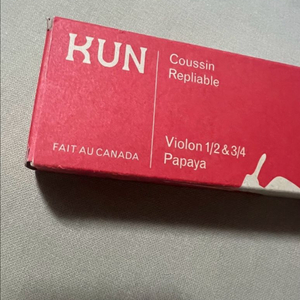 KUN
Coussin
Repliable
FAIT AU CANADA
Violon 1/2 & 3/4
Papaya